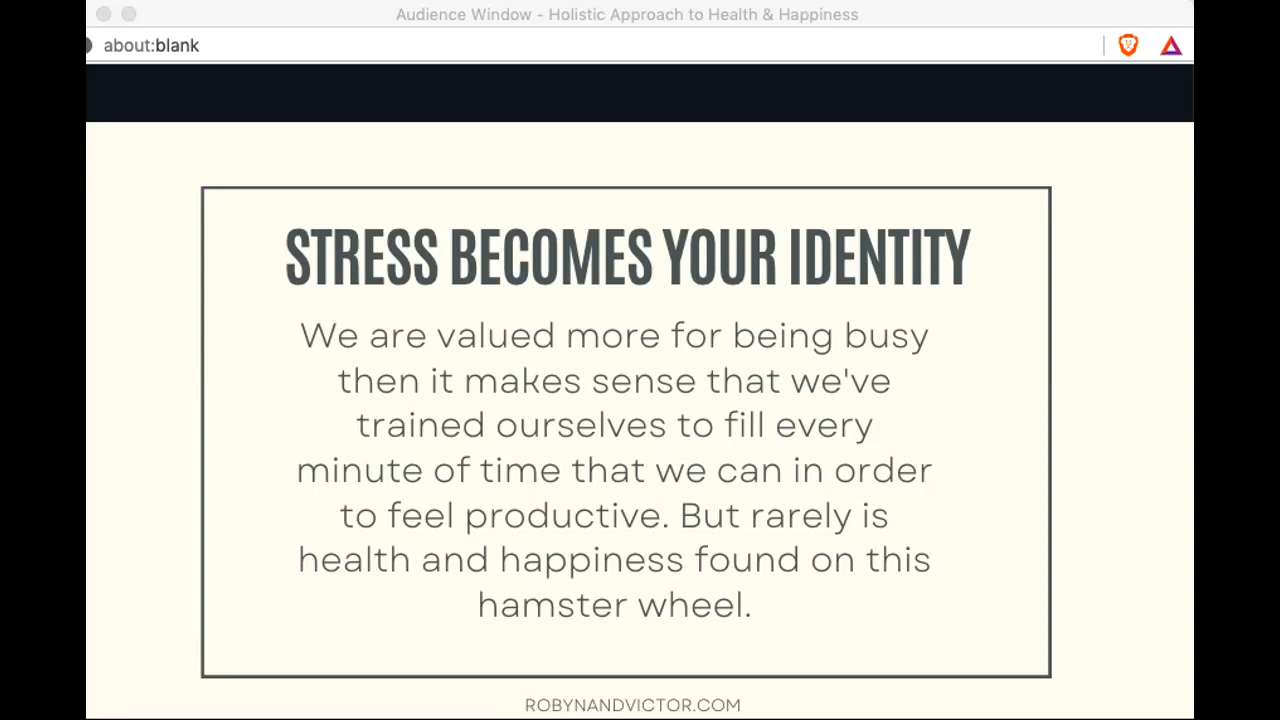 Audience Window - Holistic Approach to Health & Happiness
about:blank
STRESS BECOMES YOUR IDENTITY
We are valued more for being busy
then it makes sense that we've
trained ourselves to fill every
minute of time that we can in order
to feel productive. But rarely is
health and happiness found on this
hamster wheel.
ROBYNANDVICTOR.COM